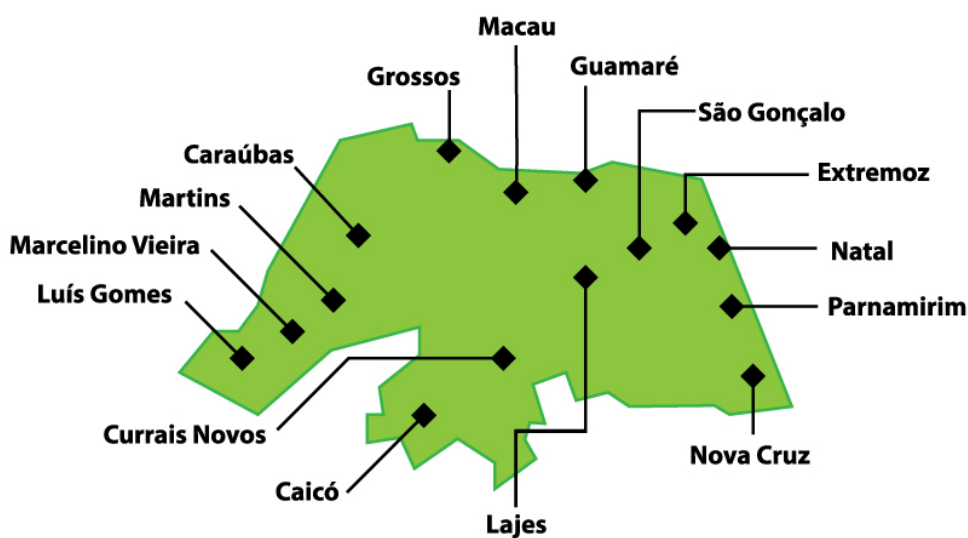 Macau
Grossos
Guamaré
São Gonçalo
Caraúbas
Extremoz
Martins
Marcelino Vieira
Natal
Luís Gomes
Parnamirim
Currais Novos
Nova Cruz
Caicó
Lajes